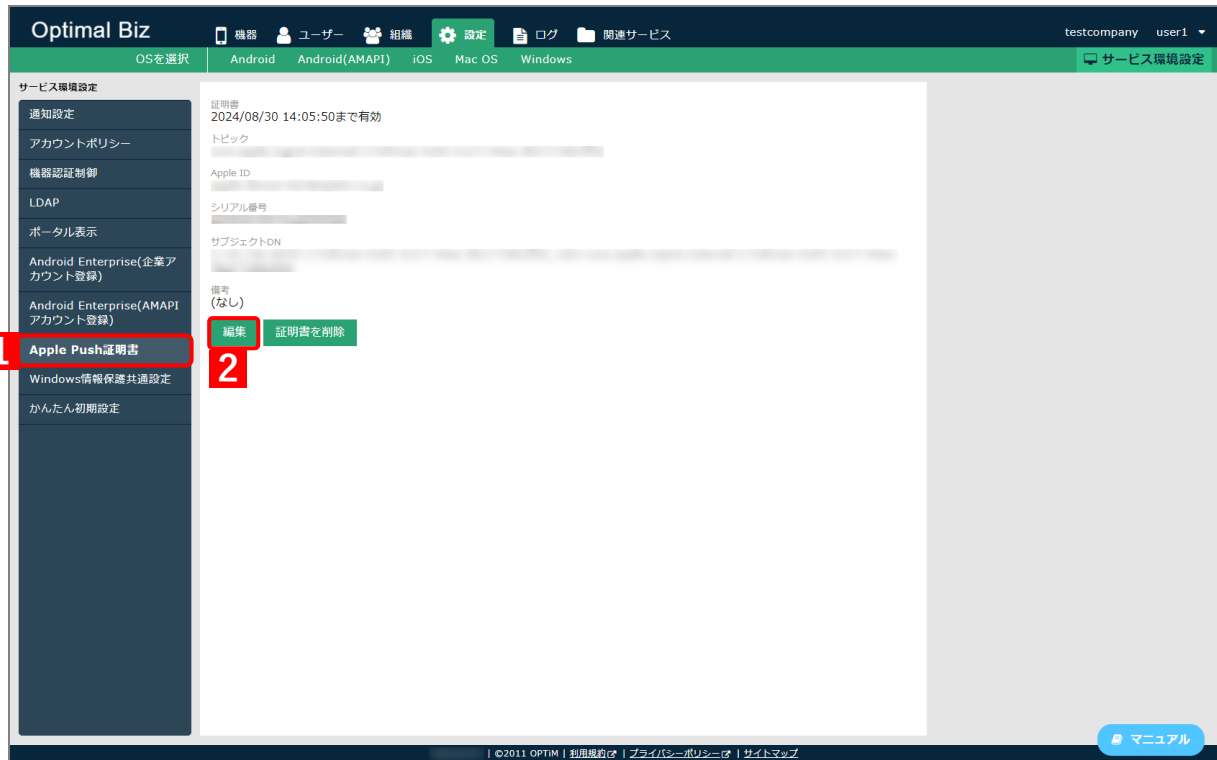 Optimal Biz
機器 ユーザー 組織 設定 ログ 関連サービス
testcompany user1
OSを選択 Android Android(AMAPI) iOS Mac OS Windows
サービス環境設定
サービス環境設定
通知設定
アカウントポリシー
機器認証制御
LDAP
ポータル表示
Android Enterprise(企業ア
カウント登録)
Android Enterprise(AMAPI
アカウント登録)
1
Apple Push証明書
Windows情報保護共通設定
かんたん初期設定
証明書
2024/08/30 14:05:50まで有効
トピック
Apple ID
シリアル番号
サブジェクトDN
備考
(なし)
編集 証明書を削除
2
マニュアル
| ©2011 OPTiM | 利用規約 | プライバシーポリシー | サイトマップ